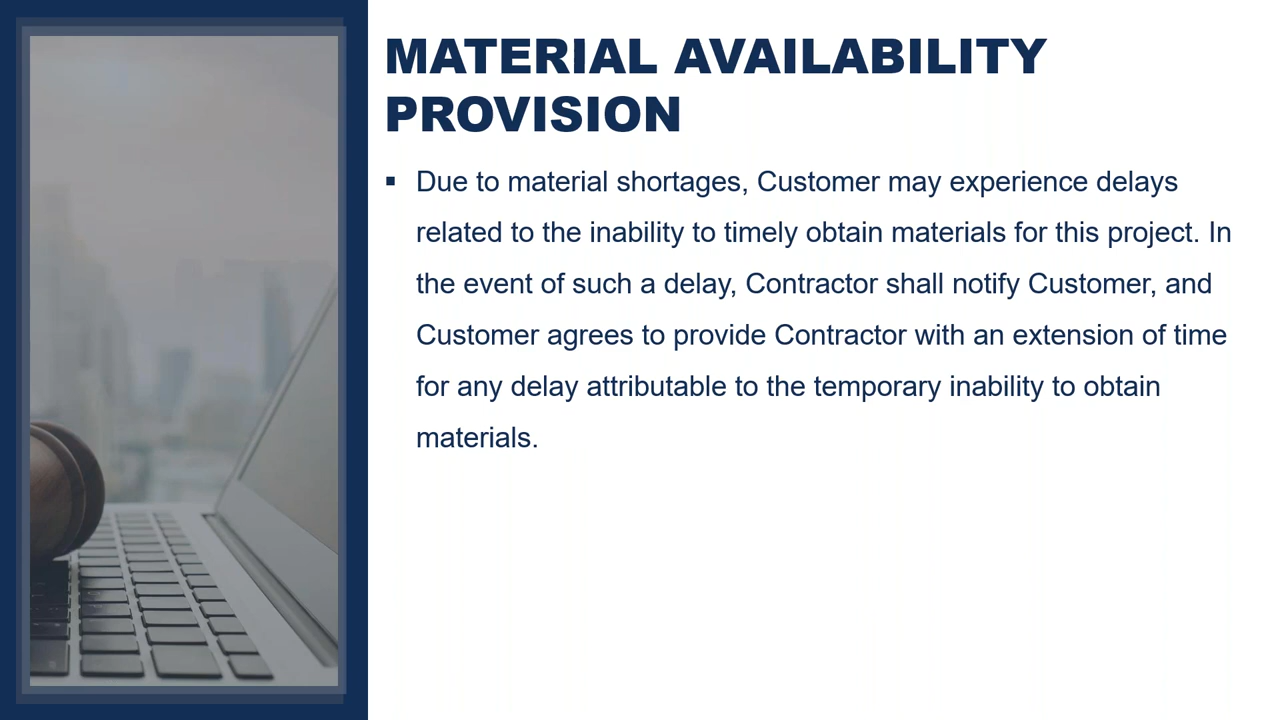 MATERIAL AVAILABILITY
PROVISION
▪ Due to material shortages, Customer may experience delays
related to the inability to timely obtain materials for this project. In
the event of such a delay, Contractor shall notify Customer, and
Customer agrees to provide Contractor with an extension of time
for any delay attributable to the temporary inability to obtain
materials.